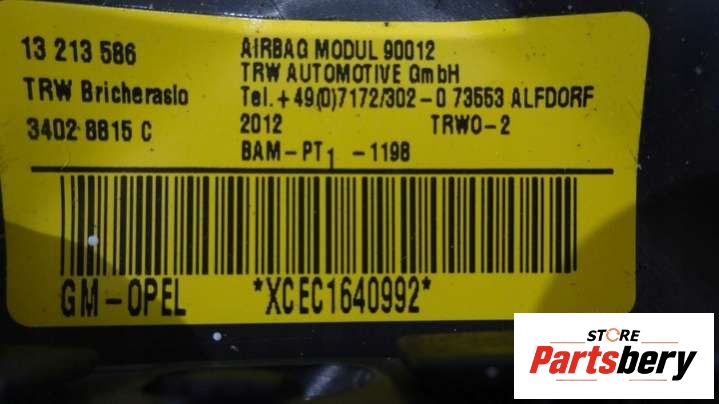 13 213 586
TRW Bricherasio
3402 8815 C
AIRBAG MODUL 90012
TRW AUTOMOTIVE GmbH
Tel. +49(0)7172/302-0 73553 ALFDORF
2012 TRWO-2
BAM-PT1 -1198
GM-OPEL *XCEC1640992*
STORE
Partsbery